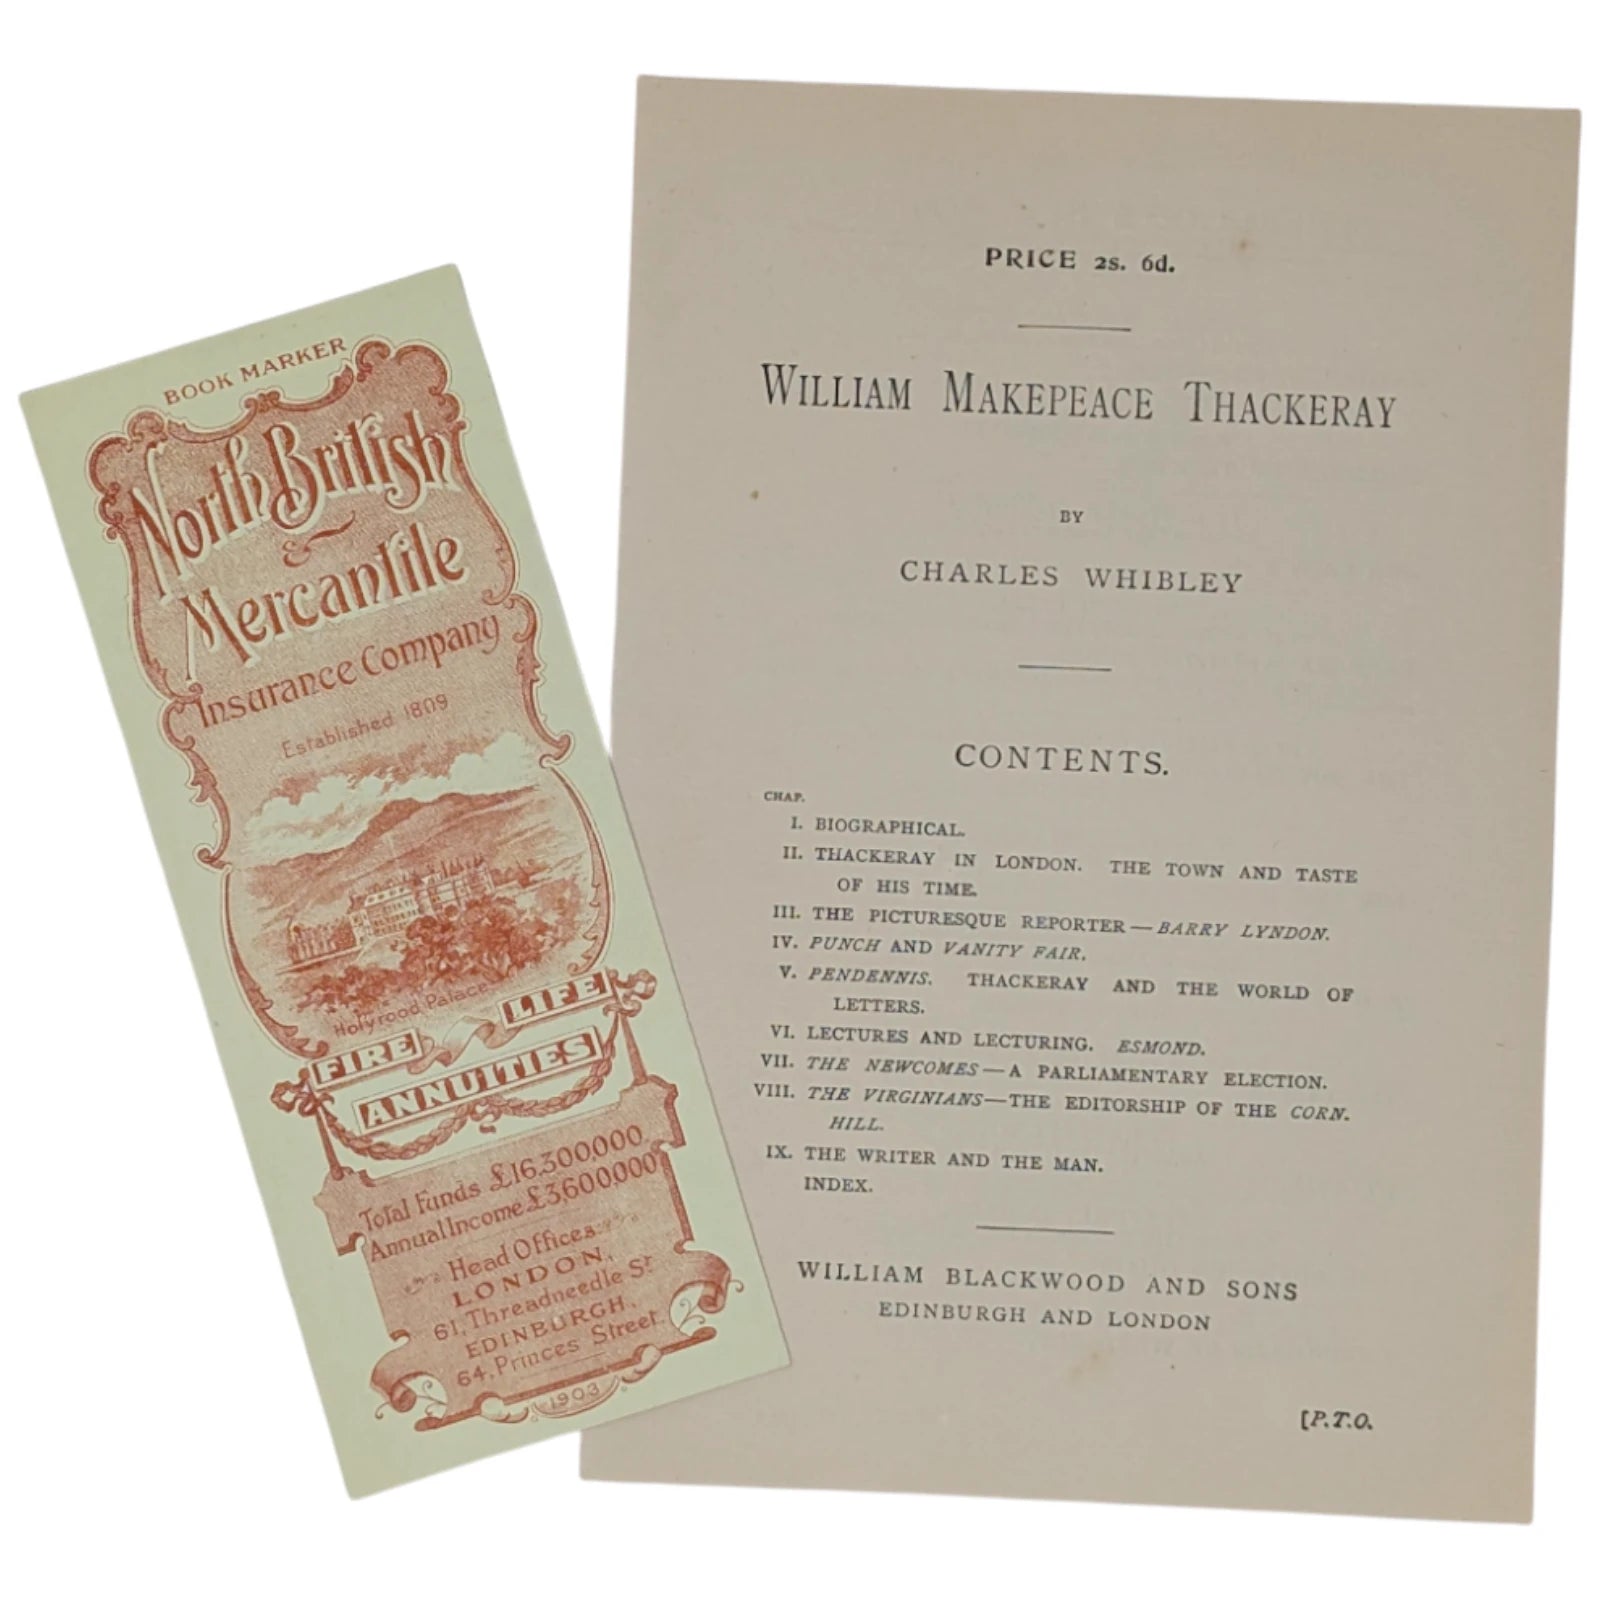 BOOK MARKER
North British
&
Mercantile
Insurance Company
Established 1809
Holyrood Palace
FIRE LIFE
ANNUITIES
Total Funds £16,300,000
Annual Income £3,600,000
Head Offices
LONDON,
61, Threadneedle St
EDINBURGH,
64, Princes Street.
1903
PRICE 2s. 6d.
WILLIAM MAKEPEACE THACKERAY
BY
CHARLES WHIBLEY
CONTENTS.
CHAP.
I. BIOGRAPHICAL.
II. THACKERAY IN LONDON. THE TOWN AND TASTE
OF HIS TIME.
III. THE PICTURESQUE REPORTER—BARRY LYNDON.
IV. PUNCH AND VANITY FAIR.
V. PENDENNIS. THACKERAY AND THE WORLD OF
LETTERS.
VI. LECTURES AND LECTURING. ESMOND.
VII. THE NEWCOMES—A PARLIAMENTARY ELECTION.
VIII. THE VIRGINIANS—THE EDITORSHIP OF THE CORN-
HILL.
IX. THE WRITER AND THE MAN.
INDEX.
WILLIAM BLACKWOOD AND SONS
EDINBURGH AND LONDON
[P.T.O.